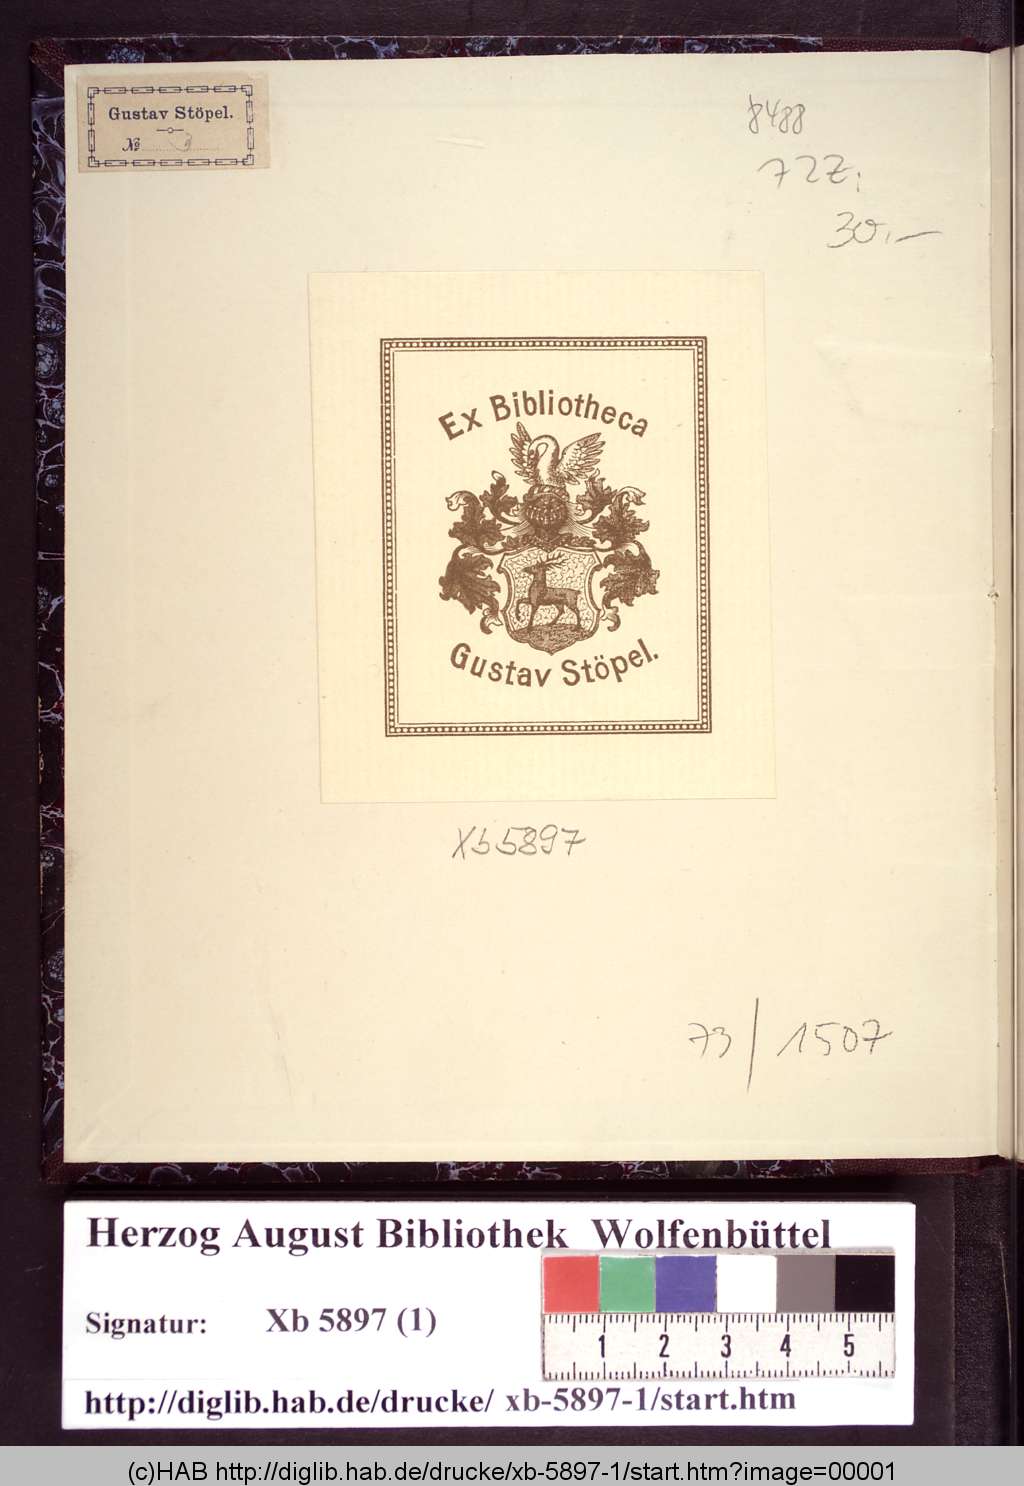 Gustav Stöpel.
№ 3
8488
72Z.
30.—
Ex Bibliotheca
Gustav Stöpel.
Xb 5897
73/1507
Herzog August Bibliothek Wolfenbüttel
Signatur: Xb 5897 (1)
1 2 3 4 5
http://diglib.hab.de/drucke/ xb-5897-1/start.htm
(c)HAB http://diglib.hab.de/drucke/xb-5897-1/start.htm?image=00001